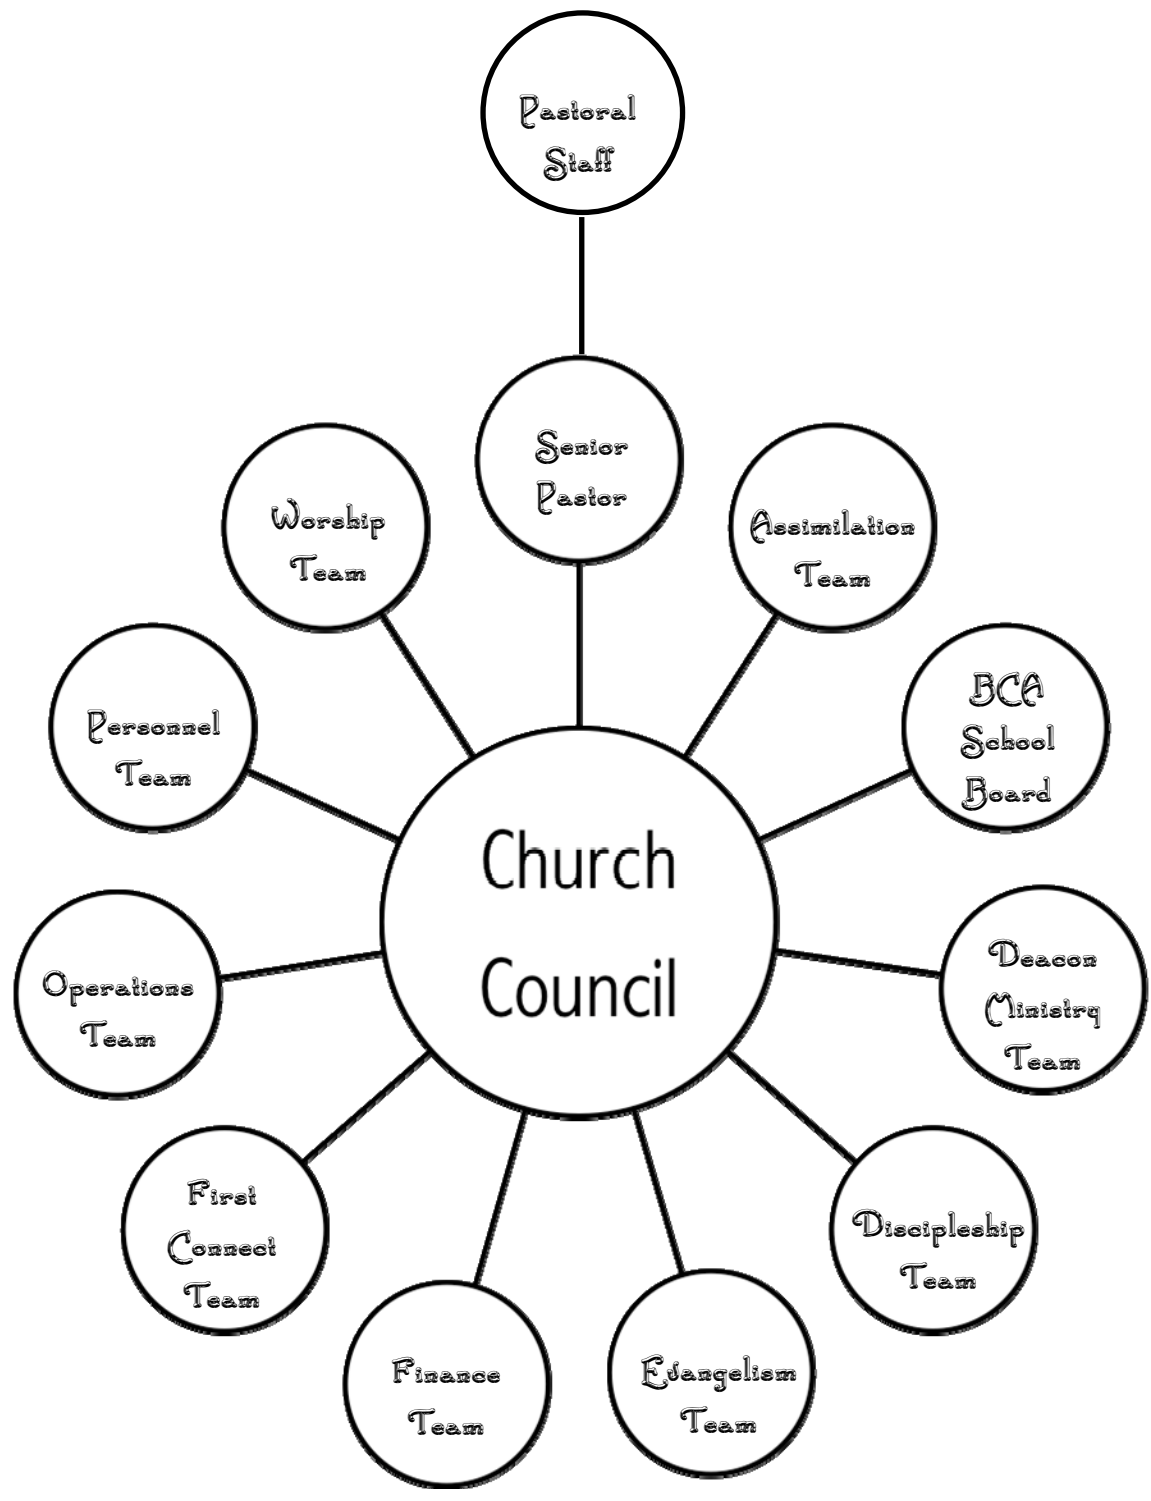 Pastoral
Staff
Senior
Pastor
Worship
Team
Assimilation
Team
Personnel
Team
BCA
School
Board
Church
Council
Operations
Team
Deacon
Ministry
Team
First
Connect
Team
Discipleship
Team
Finance
Team
Evangelism
Team